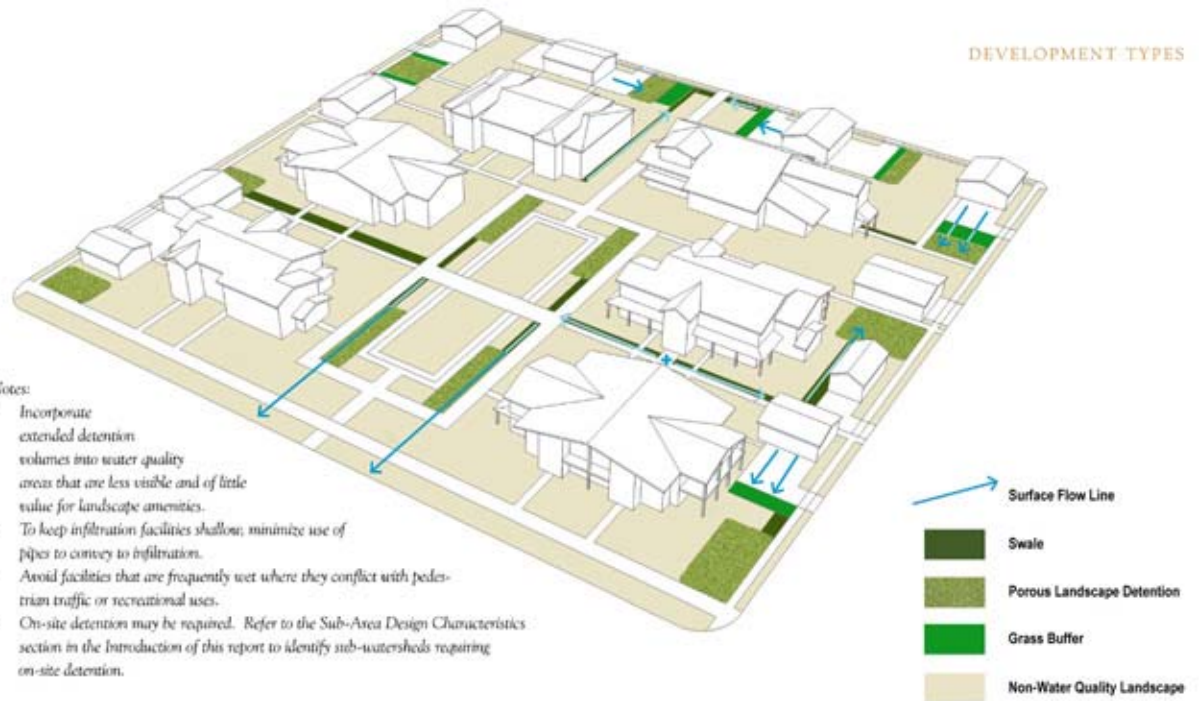 DEVELOPMENT TYPES
otes:
Incorporate
extended detention
volumes into water quality
areas that are less visible and of little
value for landscape amenities.
To keep infiltration facilities shallow, minimize use of
pipes to convey to infiltration.
Avoid facilities that are frequently wet where they conflict with pedes-
trian traffic or recreational uses.
On-site detention may be required. Refer to the Sub-Area Design Characteristics
section in the Introduction of this report to identify sub-watersheds requiring
on-site detention.
Surface Flow Line
Swale
Porous Landscape Detention
Grass Buffer
Non-Water Quality Landscape